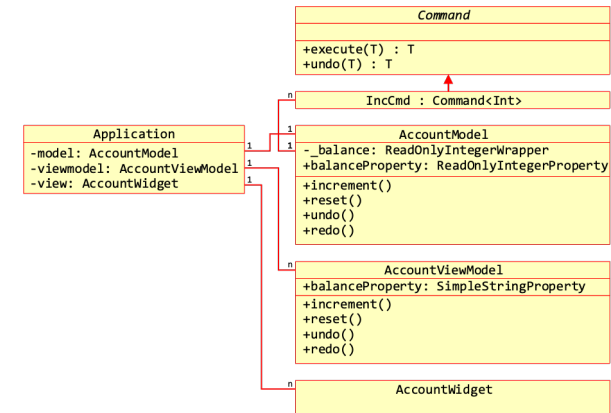 Command
+execute(T) : T
+undo(T) : T
n
IncCmd : Command<Int>
Application
-model: AccountModel
-viewmodel: AccountViewModel
-view: AccountWidget
1
1
1
1
1
AccountModel
-_balance: ReadOnlyIntegerWrapper
+balanceProperty: ReadOnlyIntegerProperty
+increment()
+reset()
+undo()
+redo()
n
AccountViewModel
+balanceProperty: SimpleStringProperty
+increment()
+reset()
+undo()
+redo()
n
AccountWidget